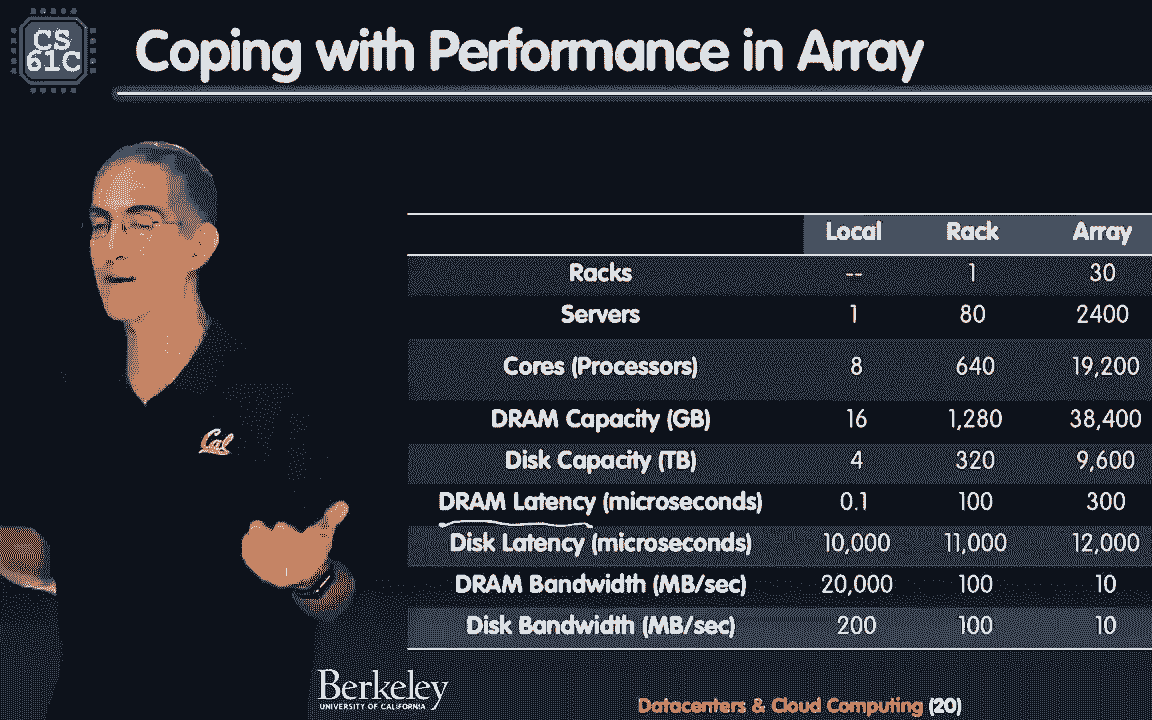 CS
61C
Coping with Performance in Array
Local Rack Array
Racks -- 1 30
Servers 1 80 2400
Cores (Processors) 8 640 19,200
DRAM Capacity (GB) 16 1,280 38,400
Disk Capacity (TB) 4 320 9,600
DRAM Latency (microseconds) 0.1 100 300
Disk Latency (microseconds) 10,000 11,000 12,000
DRAM Bandwidth (MB/sec) 20,000 100 10
Disk Bandwidth (MB/sec) 200 100 10
Cal
Berkeley
UNIVERSITY OF CALIFORNIA
Datacenters & Cloud Computing (20)